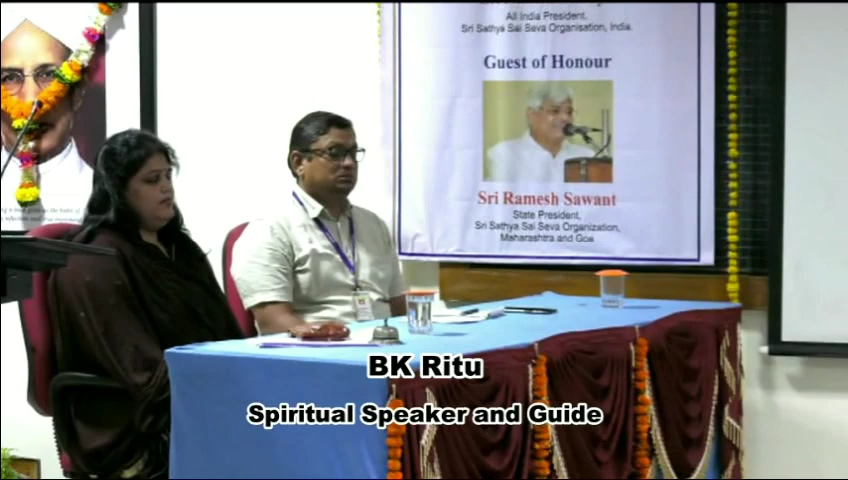 All India President,
Sri Sathya Sai Seva Organisation, India.
Guest of Honour
Sri Ramesh Sawant
State President,
Sri Sathya Sai Seva Organization,
Maharashtra and Goa
BK Ritu
Spiritual Speaker and Guide